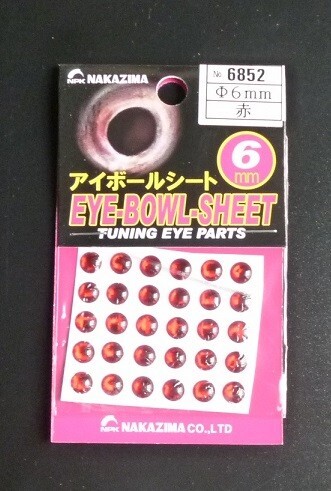 NPK NAKAZIMA
No 6852
Φ6mm
赤
6
mm
アイボールシート
EYE-BOWL-SHEET
TUNING EYE PARTS
NPK NAKAZIMA CO.,LTD